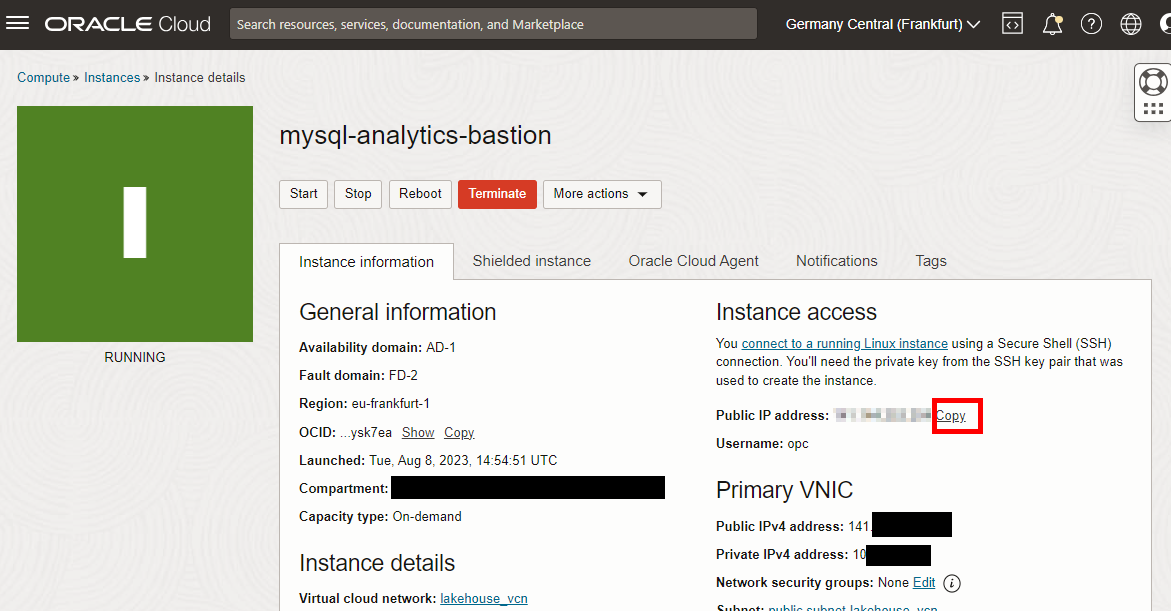 ORACLE Cloud
Search resources, services, documentation, and Marketplace
Germany Central (Frankfurt)
Compute » Instances » Instance details
RUNNING
mysql-analytics-bastion
Start Stop Reboot Terminate More actions
Instance information Shielded instance Oracle Cloud Agent Notifications Tags
General information
Availability domain: AD-1
Fault domain: FD-2
Region: eu-frankfurt-1
OCID: ...ysk7ea Show Copy
Launched: Tue, Aug 8, 2023, 14:54:51 UTC
Compartment:
Capacity type: On-demand
Instance details
Virtual cloud network: lakehouse_vcn
Instance access
You connect to a running Linux instance using a Secure Shell (SSH)
connection. You'll need the private key from the SSH key pair that was
used to create the instance.
Public IP address: Copy
Username: opc
Primary VNIC
Public IPv4 address: 141.
Private IPv4 address: 10
Network security groups: None Edit
Subnet: public subnet-lakehouse_vcn